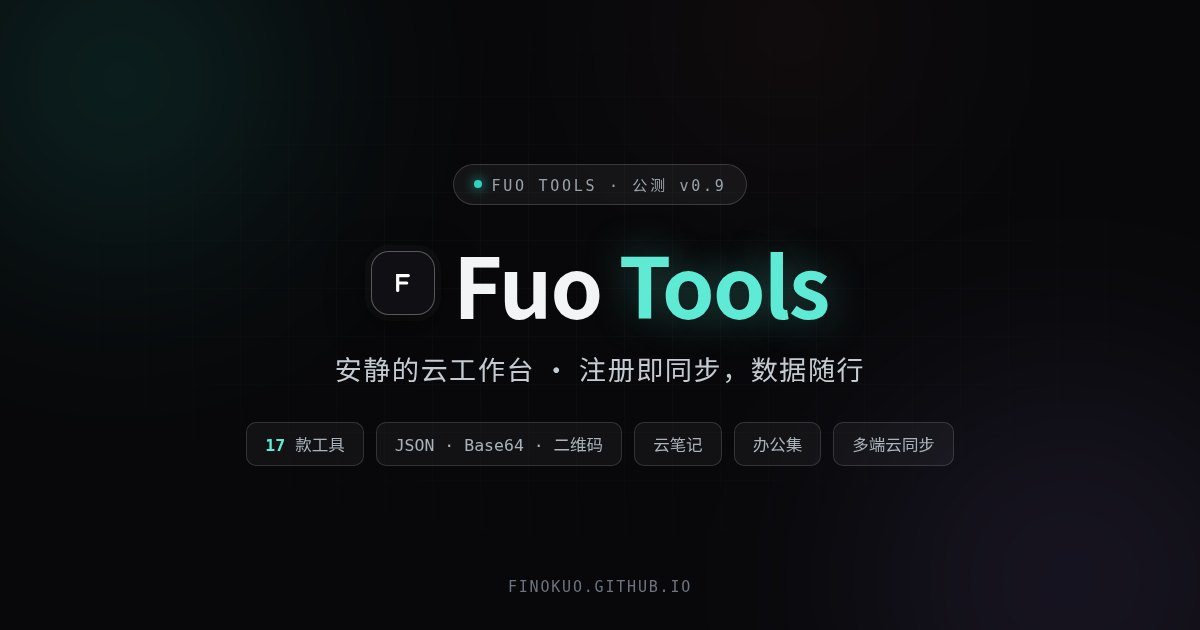 FUO TOOLS · 公测 v0.9
F
Fuo Tools
安静的云工作台 · 注册即同步，数据随行
17 款工具
JSON · Base64 · 二维码
云笔记
办公集
多端云同步
FINOKUO.GITHUB.IO